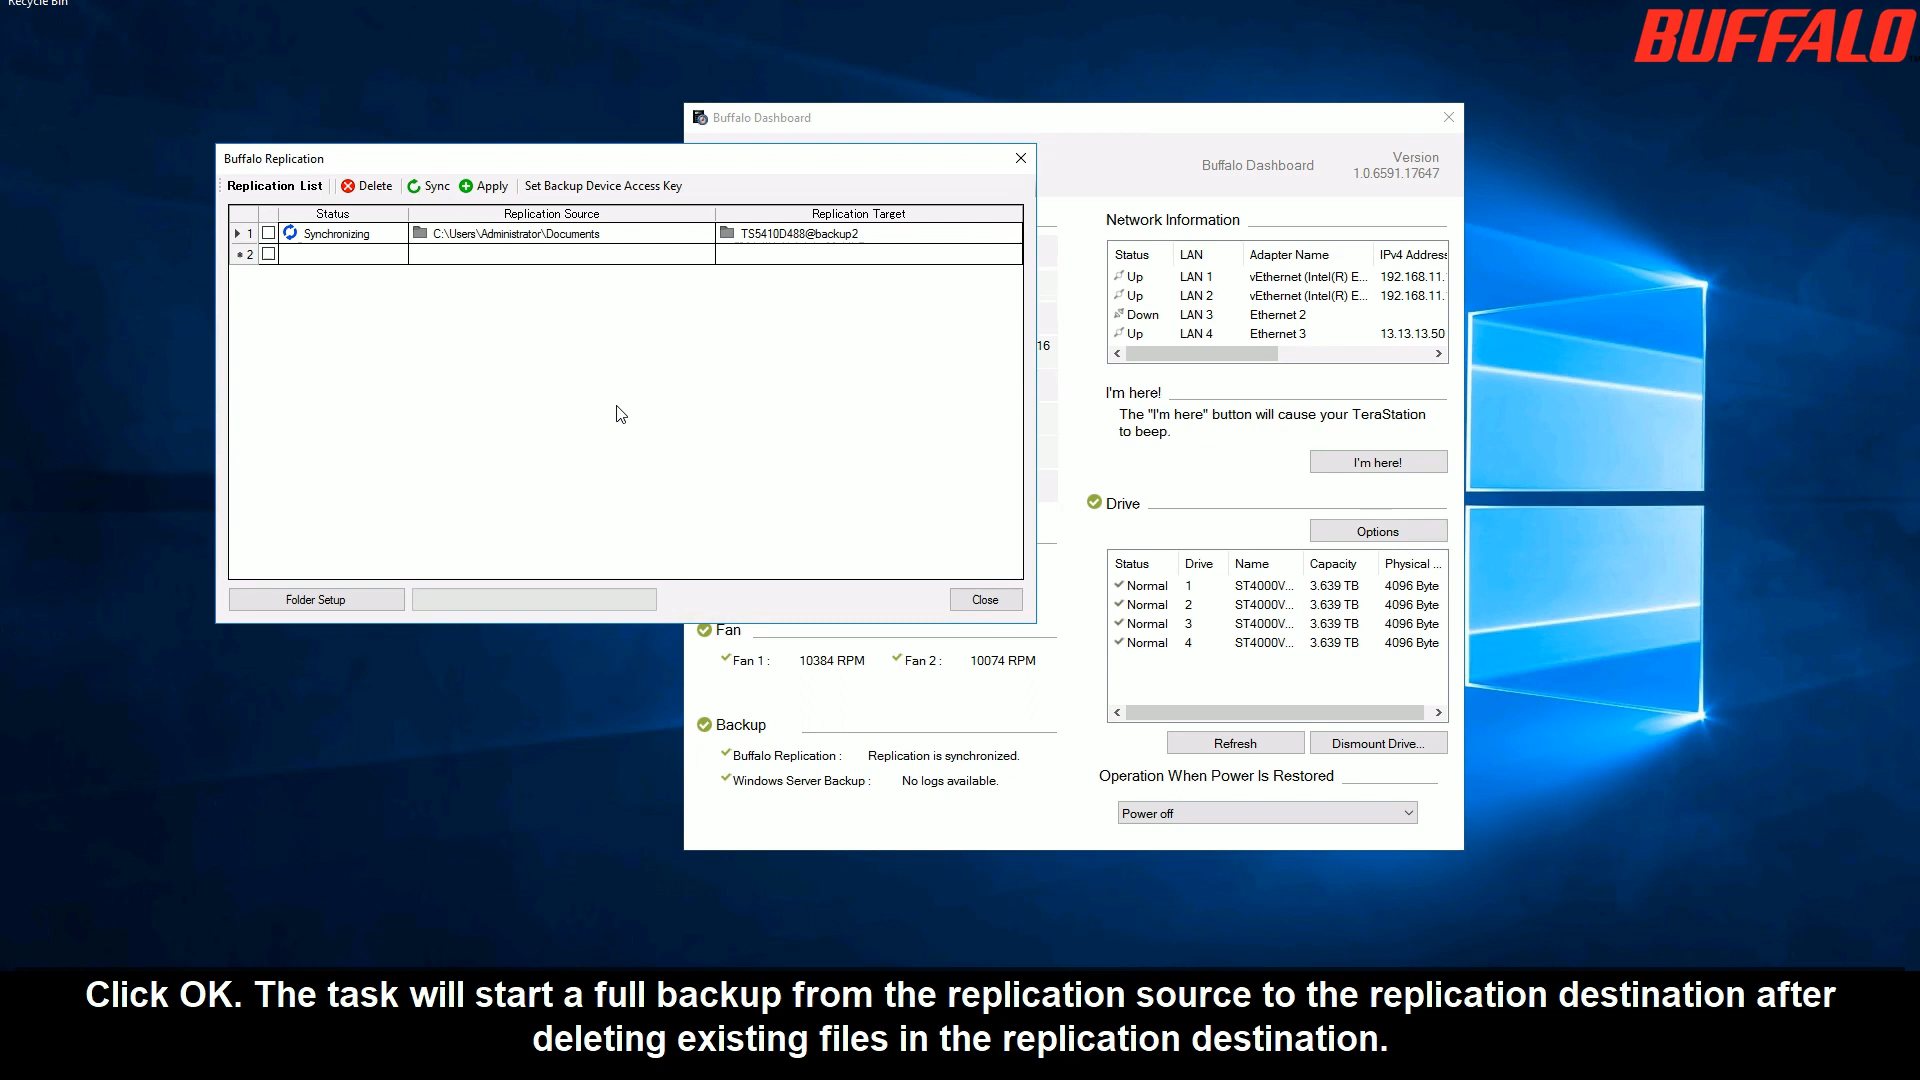 Recycle Bin
BUFFALO
Buffalo Dashboard
Buffalo Dashboard
Version
1.0.6591.17647
Buffalo Replication
Replication List Delete Sync Apply Set Backup Device Access Key
Status Replication Source Replication Target
1 Synchronizing C:\Users\Administrator\Documents TS5410D488@backup2
2
Folder Setup Close
16
Network Information
Status LAN Adapter Name IPv4 Address
Up LAN 1 vEthernet (Intel(R) E... 192.168.11.
Up LAN 2 vEthernet (Intel(R) E... 192.168.11.
Down LAN 3 Ethernet 2
Up LAN 4 Ethernet 3 13.13.13.50
I'm here!
The "I'm here" button will cause your TeraStation
to beep.
I'm here!
Drive
Options
Status Drive Name Capacity Physical ...
Normal 1 ST4000V... 3.639 TB 4096 Byte
Normal 2 ST4000V... 3.639 TB 4096 Byte
Normal 3 ST4000V... 3.639 TB 4096 Byte
Normal 4 ST4000V... 3.639 TB 4096 Byte
Refresh Dismount Drive...
Operation When Power Is Restored
Power off
Fan
Fan 1 : 10384 RPM Fan 2 : 10074 RPM
Backup
Buffalo Replication : Replication is synchronized.
Windows Server Backup : No logs available.
Click OK. The task will start a full backup from the replication source to the replication destination after
deleting existing files in the replication destination.